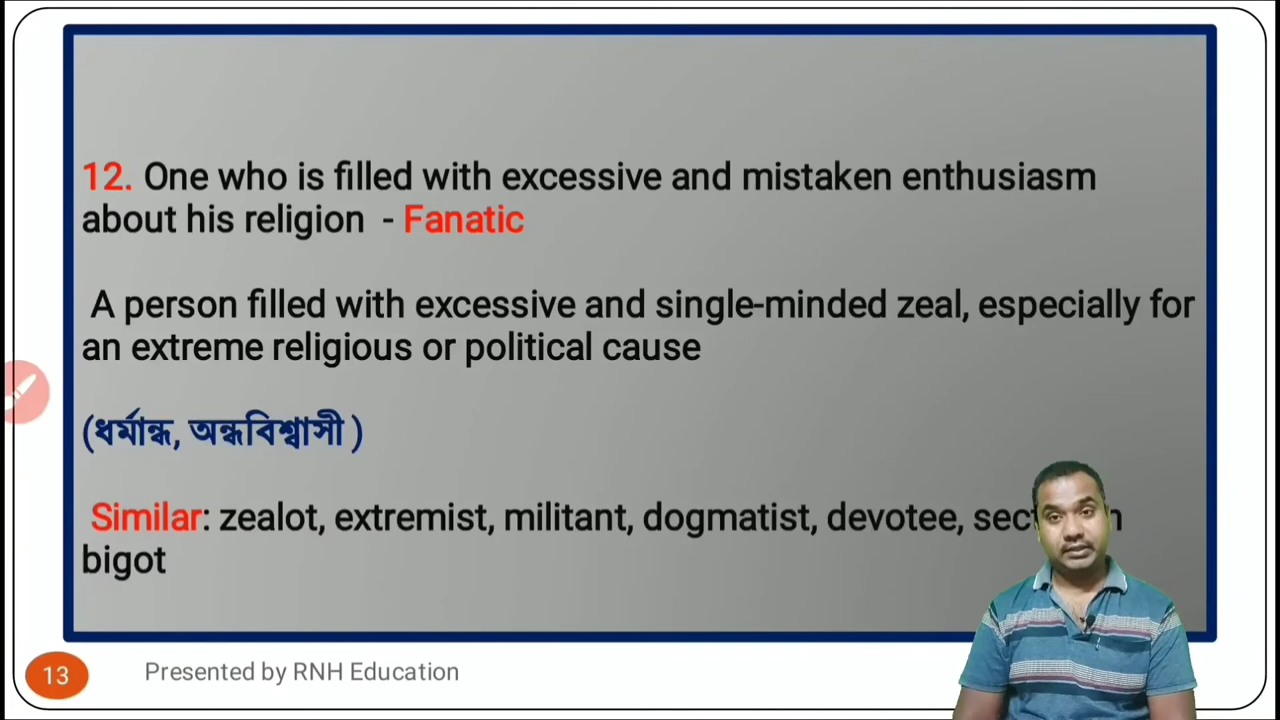 12. One who is filled with excessive and mistaken enthusiasm
about his religion - Fanatic
A person filled with excessive and single-minded zeal, especially for
an extreme religious or political cause
(ধর্মান্ধ, অন্ধবিশ্বাসী )
Similar: zealot, extremist, militant, dogmatist, devotee,
bigot
13 Presented by RNH Education